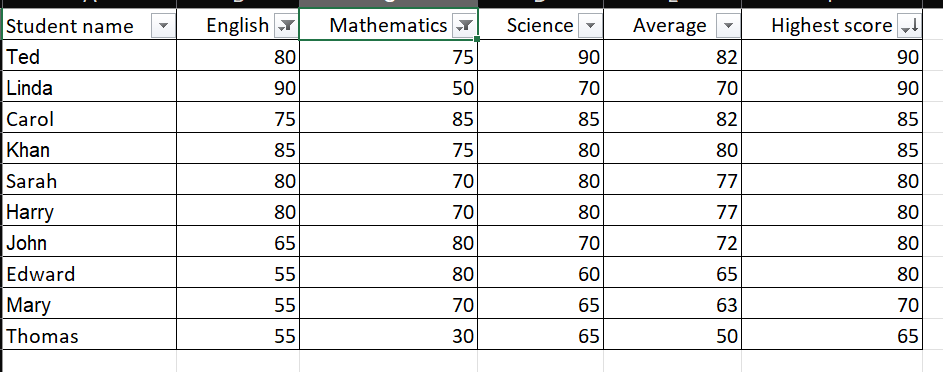 Student name English Mathematics Science Average Highest score
Ted 80 75 90 82 90
Linda 90 50 70 70 90
Carol 75 85 85 82 85
Khan 85 75 80 80 85
Sarah 80 70 80 77 80
Harry 80 70 80 77 80
John 65 80 70 72 80
Edward 55 80 60 65 80
Mary 55 70 65 63 70
Thomas 55 30 65 50 65